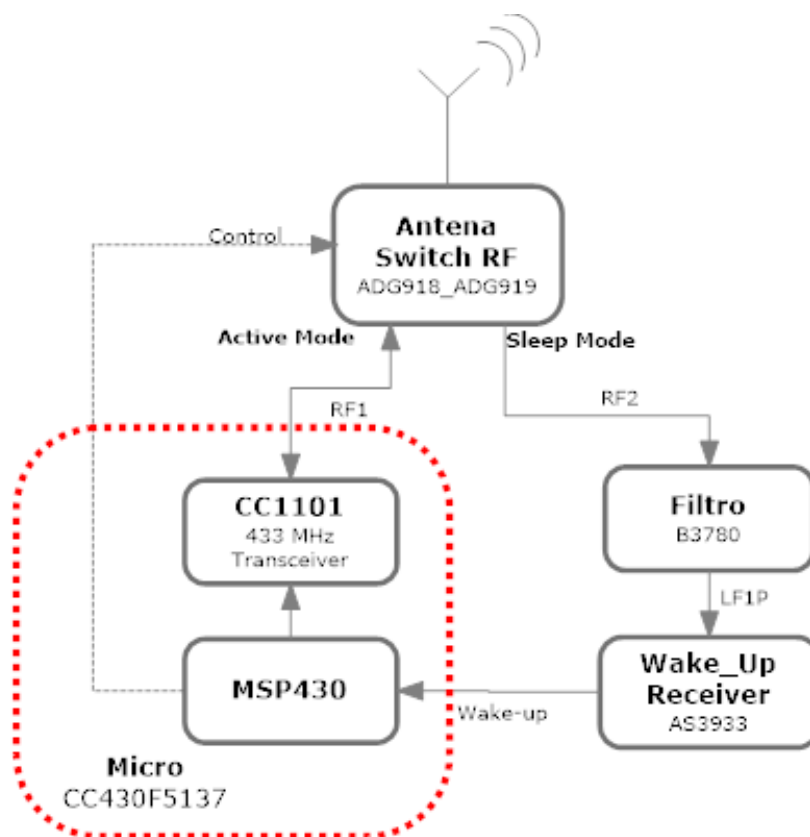 Antena
Switch RF
ADG918_ADG919
Control
Active Mode
Sleep Mode
RF1
RF2
CC1101
433 MHz
Transceiver
Filtro
B3780
LF1P
MSP430
Wake_Up
Receiver
AS3933
Wake-up
Micro
CC430F5137